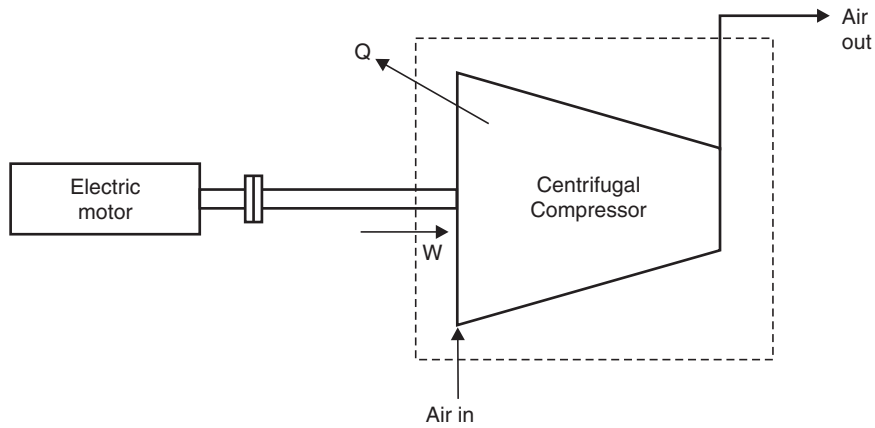 Air
out
Q
Electric
motor
Centrifugal
Compressor
W
Air in